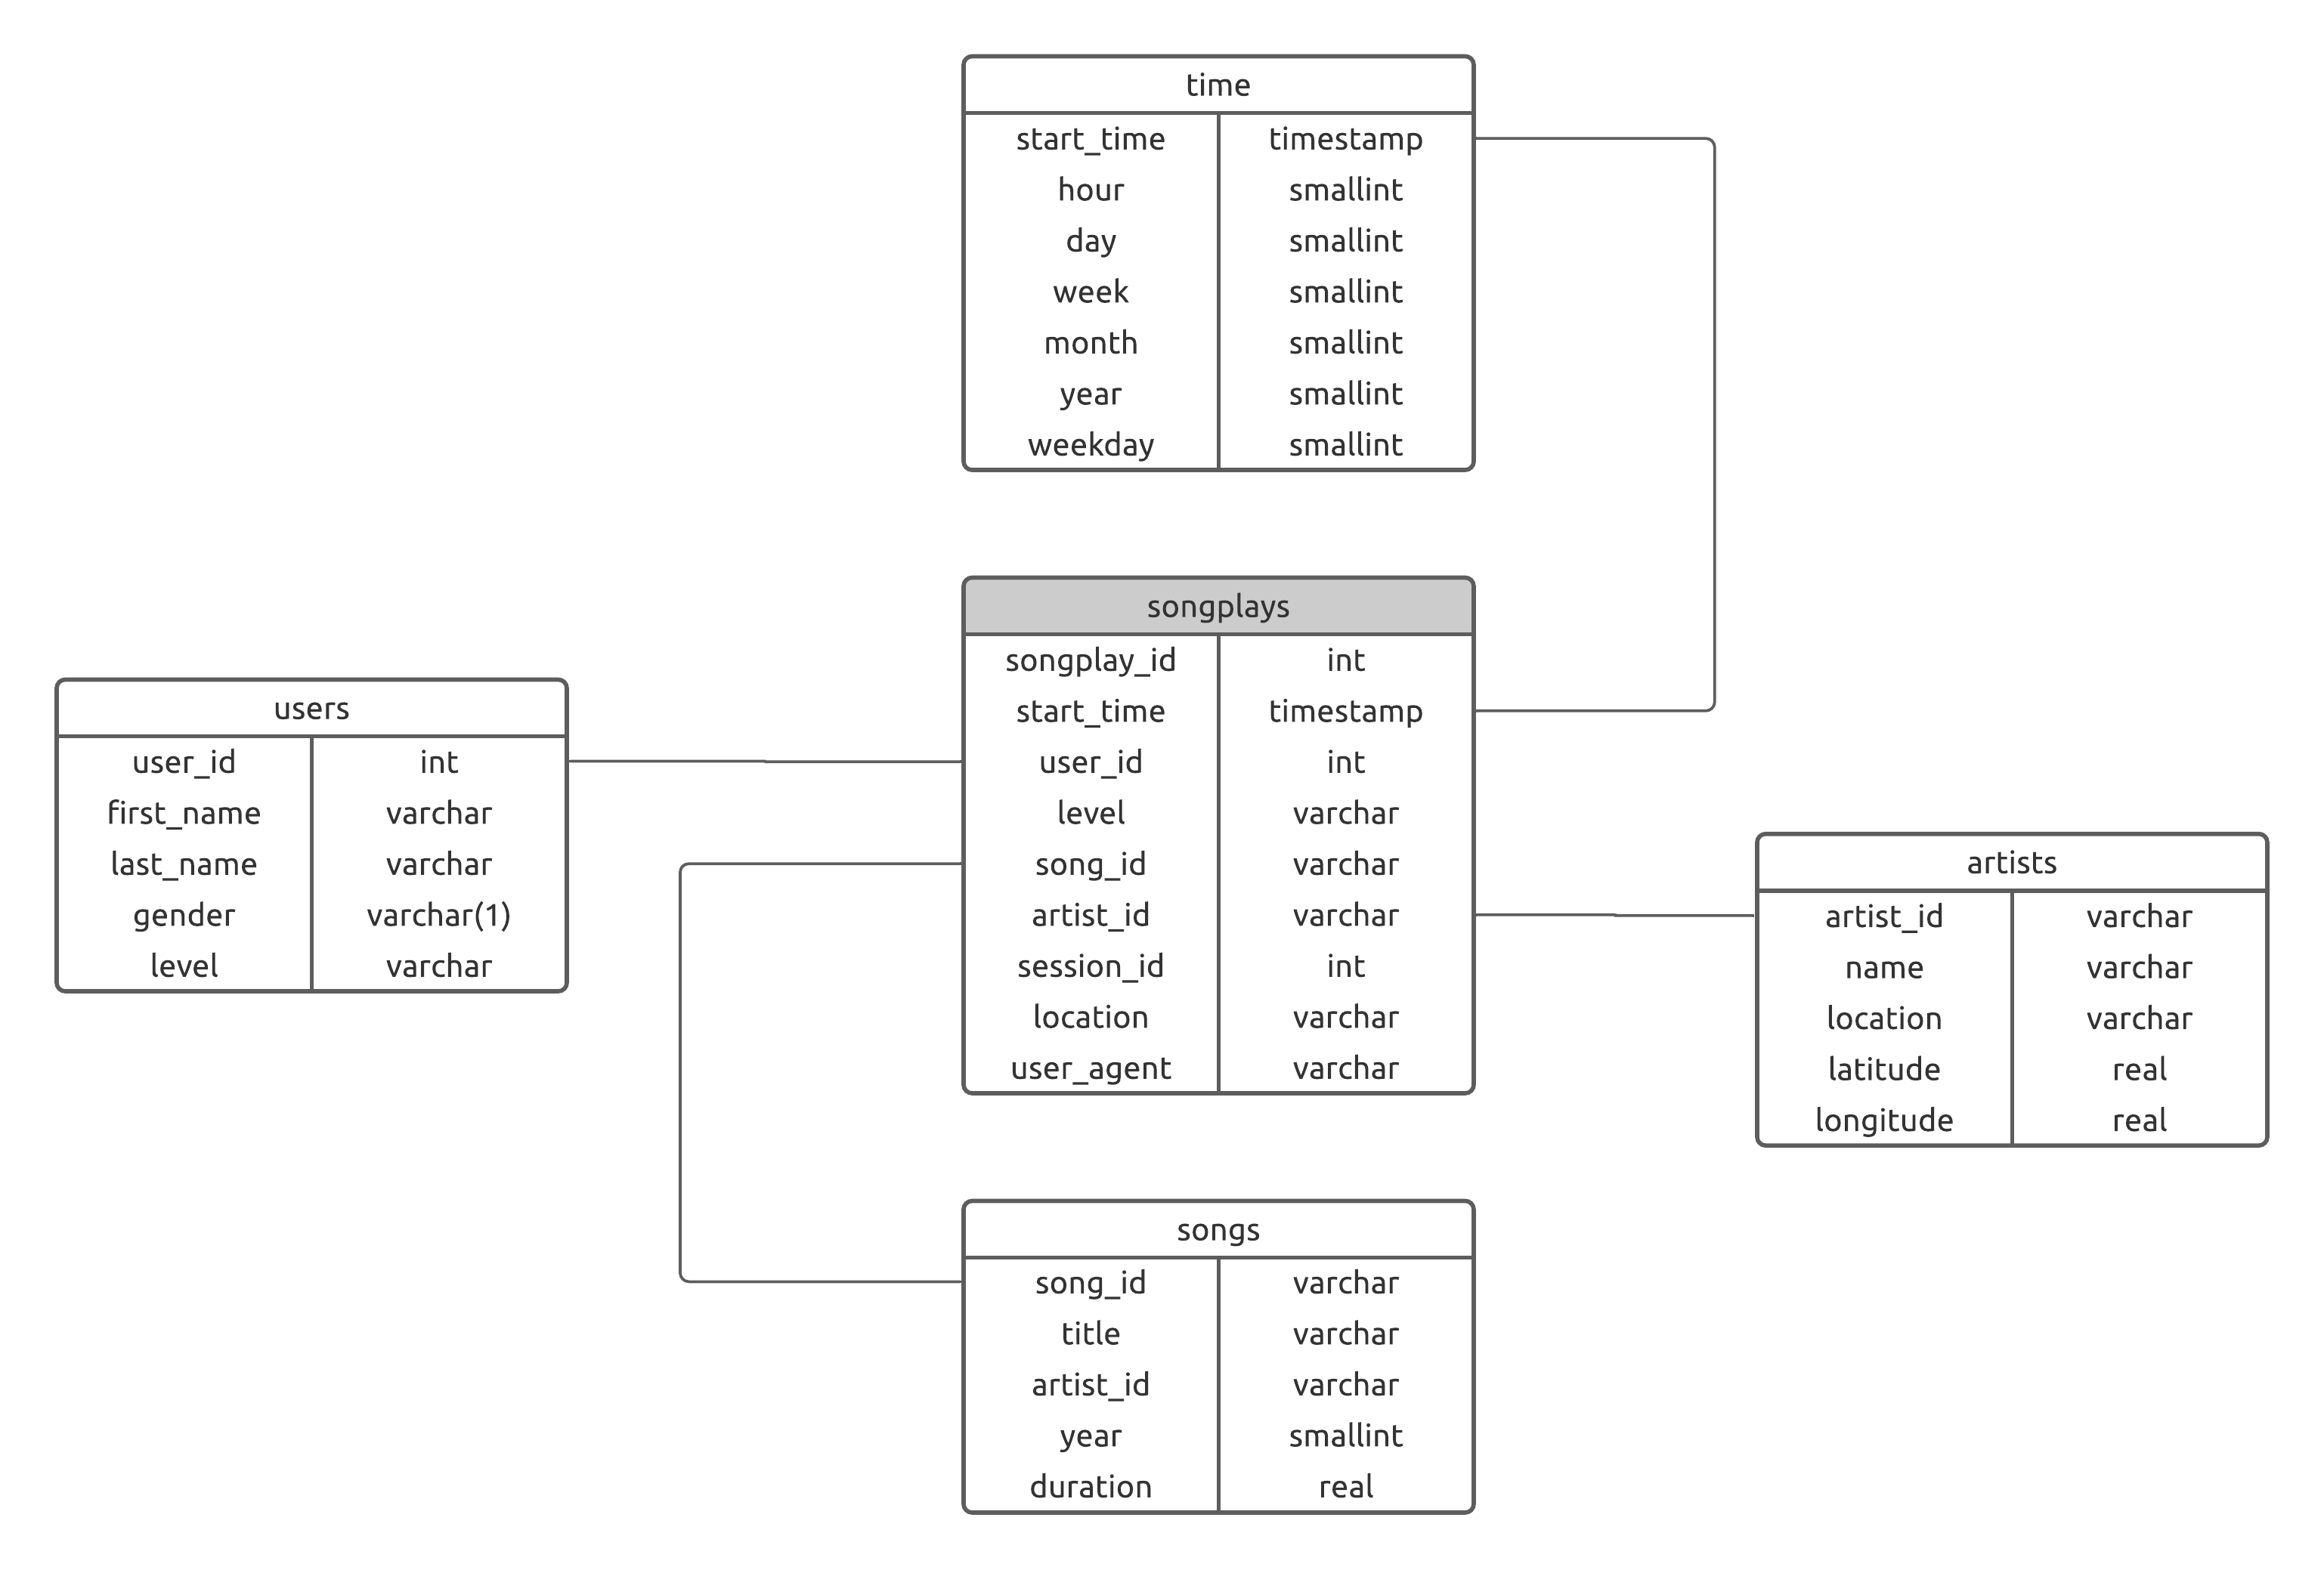 time
start_time timestamp
hour smallint
day smallint
week smallint
month smallint
year smallint
weekday smallint
songplays
songplay_id int
start_time timestamp
user_id int
level varchar
song_id varchar
artist_id varchar
session_id int
location varchar
user_agent varchar
users
user_id int
first_name varchar
last_name varchar
gender varchar(1)
level varchar
artists
artist_id varchar
name varchar
location varchar
latitude real
longitude real
songs
song_id varchar
title varchar
artist_id varchar
year smallint
duration real